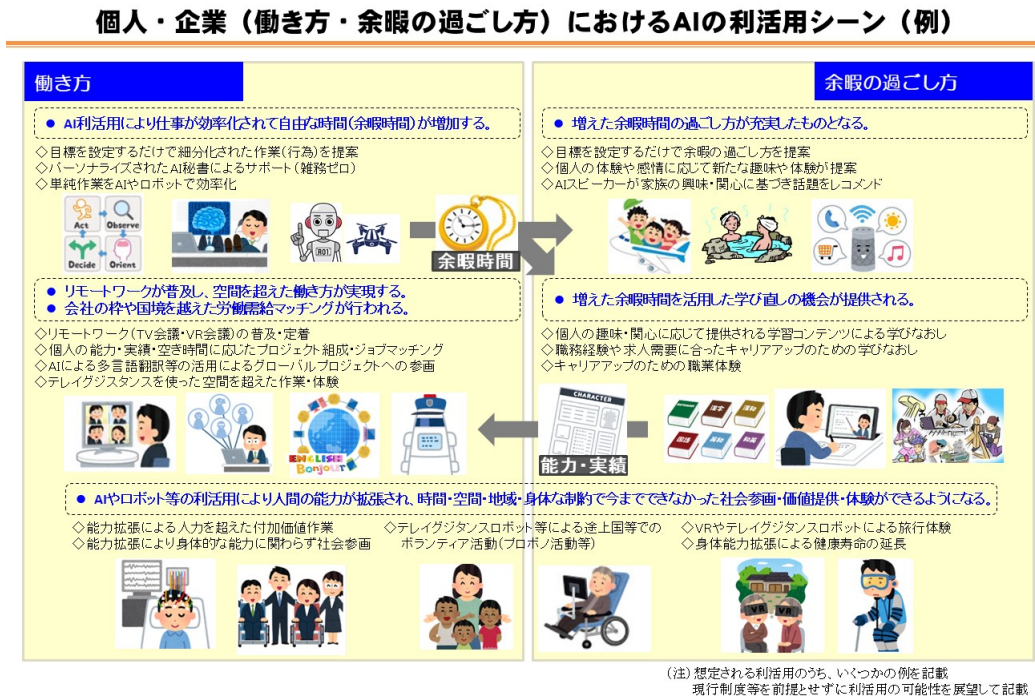 個人・企業（働き方・余暇の過ごし方）におけるAIの利活用シーン（例）
働き方
● AI利活用により仕事が効率化されて自由な時間（余暇時間）が増加する。
◇目標を設定するだけで細分化された作業（行為）を提案
◇パーソナライズされたAI秘書によるサポート（雑務ゼロ）
◇単純作業をAIやロボットで効率化
Act
Observe
Decide
Orient
R01
余暇時間
● リモートワークが普及し、空間を超えた働き方が実現する。
● 会社の枠や国境を越えた労働需給マッチングが行われる。
◇リモートワーク（TV会議・VR会議）の普及・定着
◇個人の能力・実績・空き時間に応じたプロジェクト組成・ジョブマッチング
◇AIによる多言語翻訳等の活用によるグローバルプロジェクトへの参画
◇テレイグジスタンスを使った空間を超えた作業・体験
ENGLISH
Bonjour
余暇の過ごし方
● 増えた余暇時間の過ごし方が充実したものとなる。
◇目標を設定するだけで余暇の過ごし方を提案
◇個人の体験や感情に応じて新たな趣味や体験が提案
◇AIスピーカーが家族の興味・関心に基づき話題をレコメンド
● 増えた余暇時間を活用した学び直しの機会が提供される。
◇個人の趣味・関心に応じて提供される学習コンテンツによる学びなおし
◇職務経験や求人需要に合ったキャリアアップのための学びなおし
◇キャリアアップのための職業体験
CHARACTER
能力・実績
漢字
漢和
国語
英和
和英
● AIやロボット等の利活用により人間の能力が拡張され、時間・空間・地域・身体な制約で今までできなかった社会参画・価値提供・体験ができるようになる。
◇能力拡張による人力を超えた付加価値作業
◇能力拡張により身体的な能力に関わらず社会参画
◇テレイグジスタンスロボット等による途上国等での
ボランティア活動（プロボノ活動等）
◇VRやテレイグジスタンスロボットによる旅行体験
◇身体能力拡張による健康寿命の延長
VR
VR
（注）想定される利活用のうち、いくつかの例を記載
現行制度等を前提とせずに利活用の可能性を展望して記載